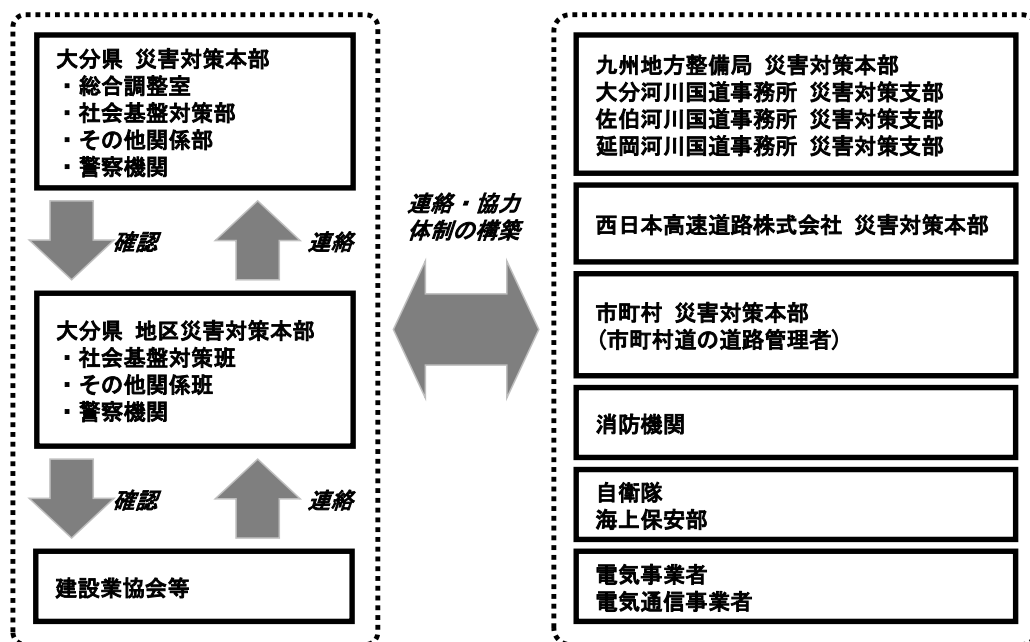 大分県 災害対策本部
・総合調整室
・社会基盤対策部
・その他関係部
・警察機関
確認
連絡
大分県 地区災害対策本部
・社会基盤対策班
・その他関係班
・警察機関
確認
連絡
建設業協会等
連絡・協力
体制の構築
九州地方整備局 災害対策本部
大分河川国道事務所 災害対策支部
佐伯河川国道事務所 災害対策支部
延岡河川国道事務所 災害対策支部
西日本高速道路株式会社 災害対策本部
市町村 災害対策本部
(市町村道の道路管理者)
消防機関
自衛隊
海上保安部
電気事業者
電気通信事業者